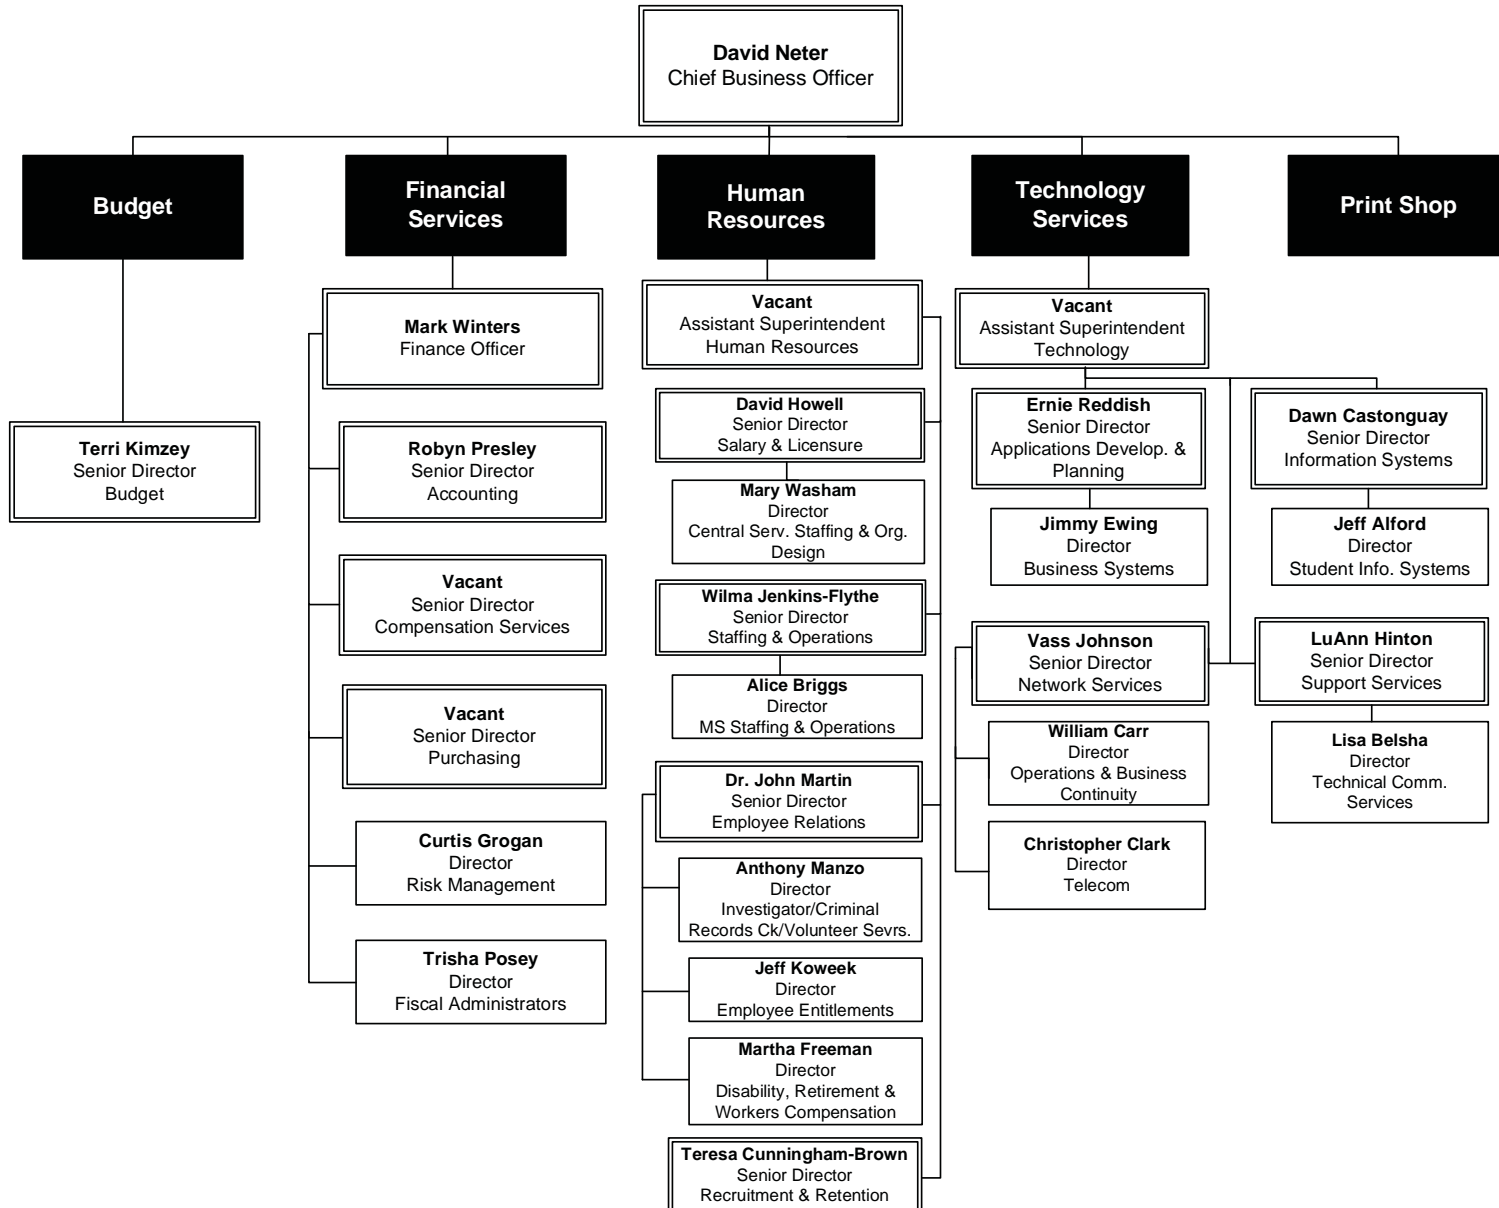 David Neter
Chief Business Officer
Budget
Financial
Services
Human
Resources
Technology
Services
Print Shop
Terri Kimzey
Senior Director
Budget
Mark Winters
Finance Officer
Robyn Presley
Senior Director
Accounting
Vacant
Senior Director
Compensation Services
Vacant
Senior Director
Purchasing
Curtis Grogan
Director
Risk Management
Trisha Posey
Director
Fiscal Administrators
Vacant
Assistant Superintendent
Human Resources
David Howell
Senior Director
Salary & Licensure
Mary Washam
Director
Central Serv. Staffing & Org.
Design
Wilma Jenkins-Flythe
Senior Director
Staffing & Operations
Alice Briggs
Director
MS Staffing & Operations
Dr. John Martin
Senior Director
Employee Relations
Anthony Manzo
Director
Investigator/Criminal
Records Ck/Volunteer Sevrs.
Jeff Koweek
Director
Employee Entitlements
Martha Freeman
Director
Disability, Retirement &
Workers Compensation
Teresa Cunningham-Brown
Senior Director
Recruitment & Retention
Vacant
Assistant Superintendent
Technology
Ernie Reddish
Senior Director
Applications Develop. &
Planning
Jimmy Ewing
Director
Business Systems
Dawn Castonguay
Senior Director
Information Systems
Jeff Alford
Director
Student Info. Systems
Vass Johnson
Senior Director
Network Services
William Carr
Director
Operations & Business
Continuity
Christopher Clark
Director
Telecom
LuAnn Hinton
Senior Director
Support Services
Lisa Belsha
Director
Technical Comm.
Services